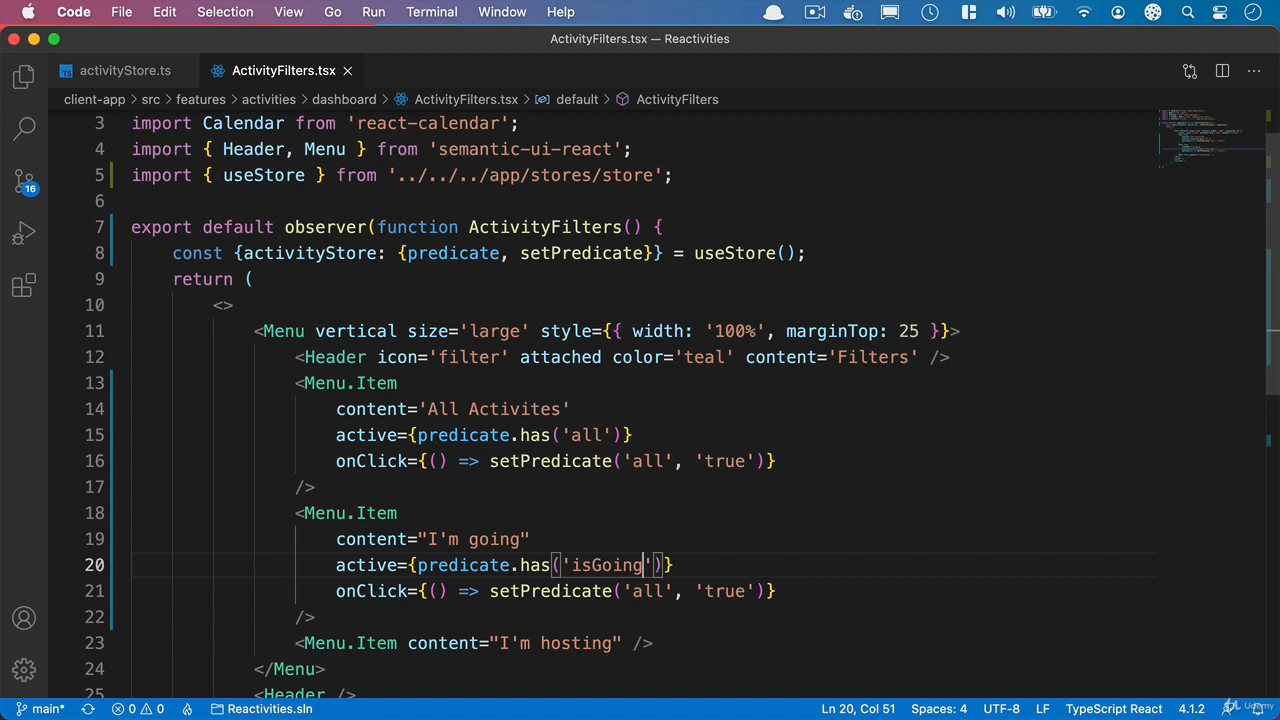 Code File Edit Selection View Go Run Terminal Window Help
ActivityFilters.tsx — Reactivities
TS activityStore.ts ActivityFilters.tsx ×
client-app > src > features > activities > dashboard > ActivityFilters.tsx > default > ActivityFilters
3 import Calendar from 'react-calendar';
4 import { Header, Menu } from 'semantic-ui-react';
5 import { useStore } from '../../../app/stores/store';
6
7 export default observer(function ActivityFilters() {
8 const {activityStore: {predicate, setPredicate}} = useStore();
9 return (
10 <>
11 <Menu vertical size='large' style={{ width: '100%', marginTop: 25 }}>
12 <Header icon='filter' attached color='teal' content='Filters' />
13 <Menu.Item
14 content='All Activites'
15 active={predicate.has('all')}
16 onClick={() => setPredicate('all', 'true')}
17 />
18 <Menu.Item
19 content="I'm going"
20 active={predicate.has('isGoing')}
21 onClick={() => setPredicate('all', 'true')}
22 />
23 <Menu.Item content="I'm hosting" />
24 </Menu>
25 <Header />
16
main* 0 0 Reactivities.sln Ln 20, Col 51 Spaces: 4 UTF-8 LF TypeScript React 4.1.2
Udemy